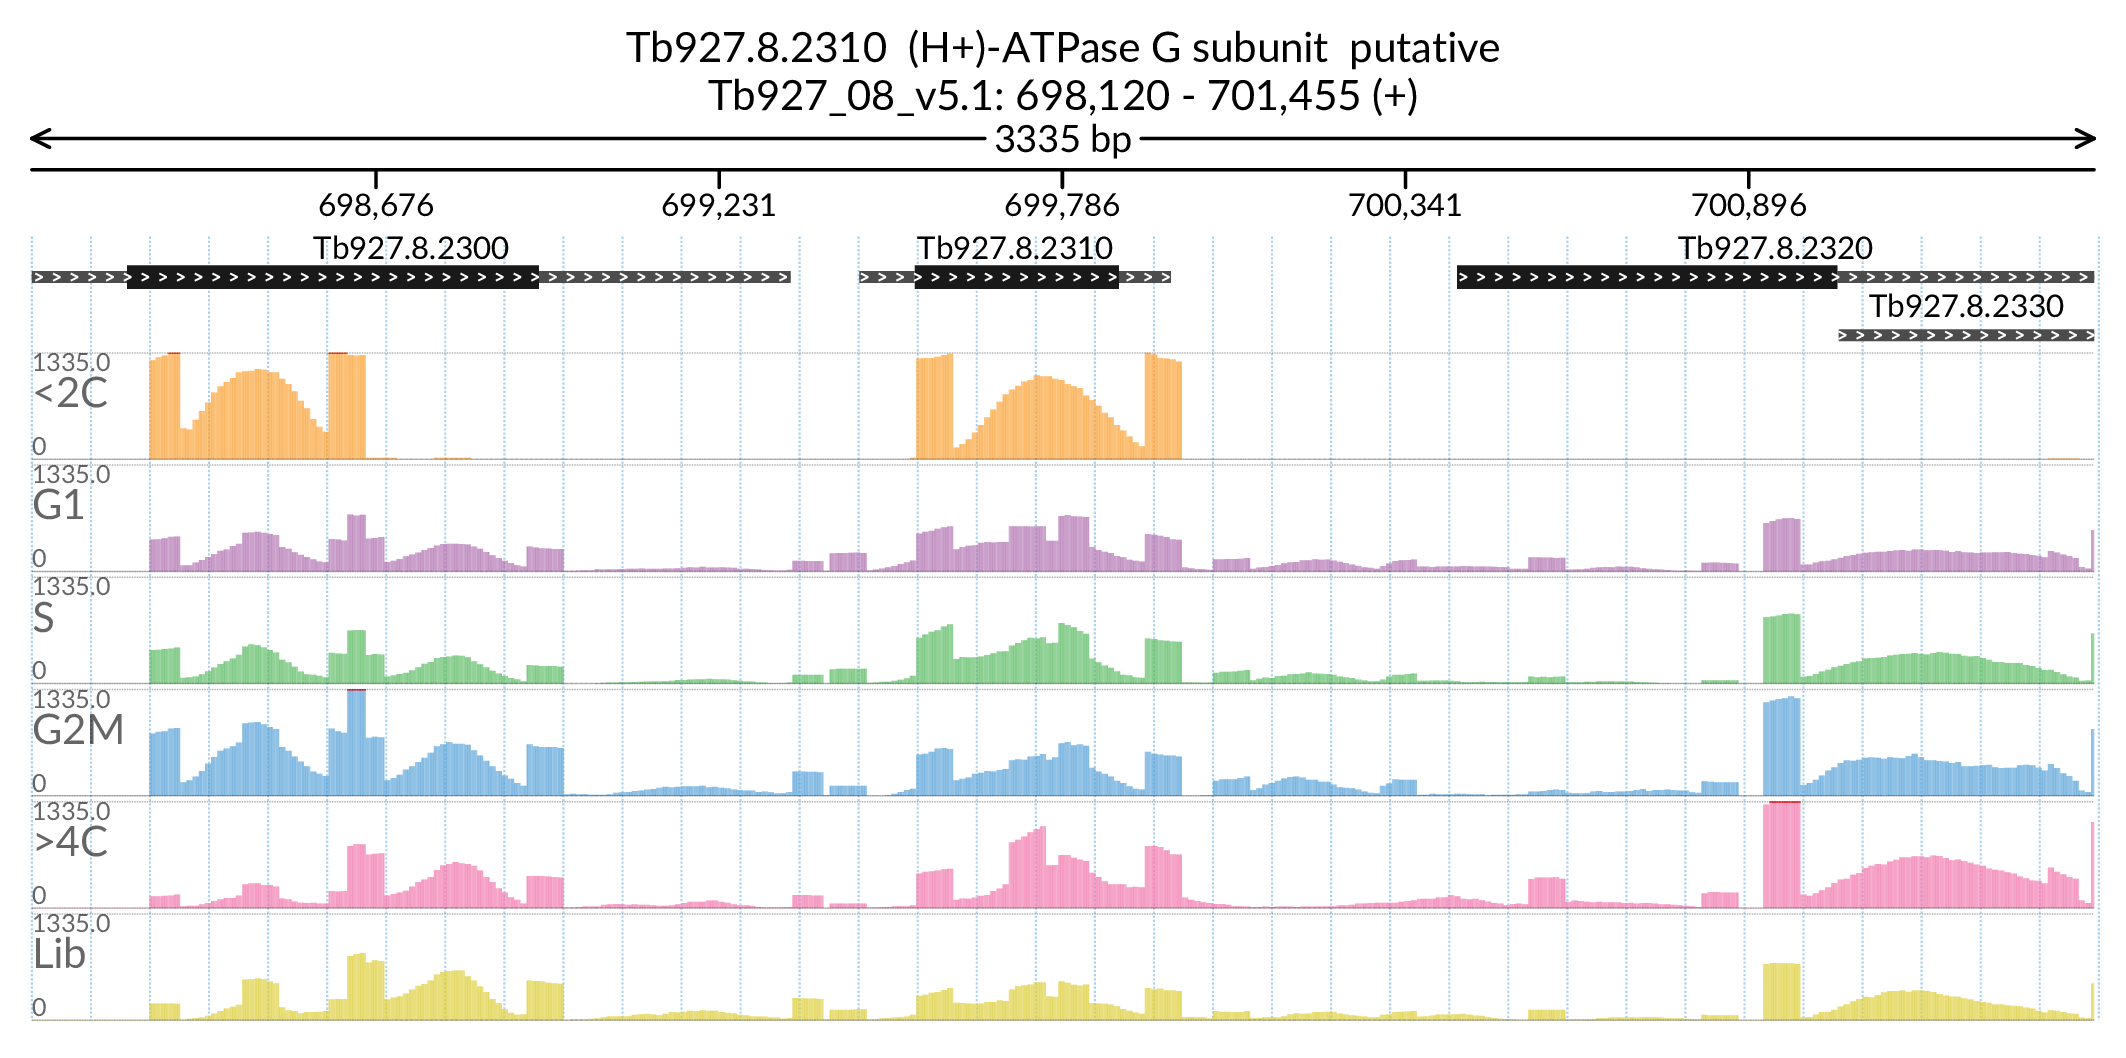 Tb927.8.2310  (H+)-ATPase G subunit  putative
Tb927_08_v5.1: 698,120 - 701,455 (+)
3335 bp
698,676 699,231 699,786 700,341 700,896
Tb927.8.2300 Tb927.8.2310 Tb927.8.2320
Tb927.8.2330
1335.0
<2C
0
1335.0
G1
0
1335.0
S
0
1335.0
G2M
0
1335.0
>4C
0
1335.0
Lib
0